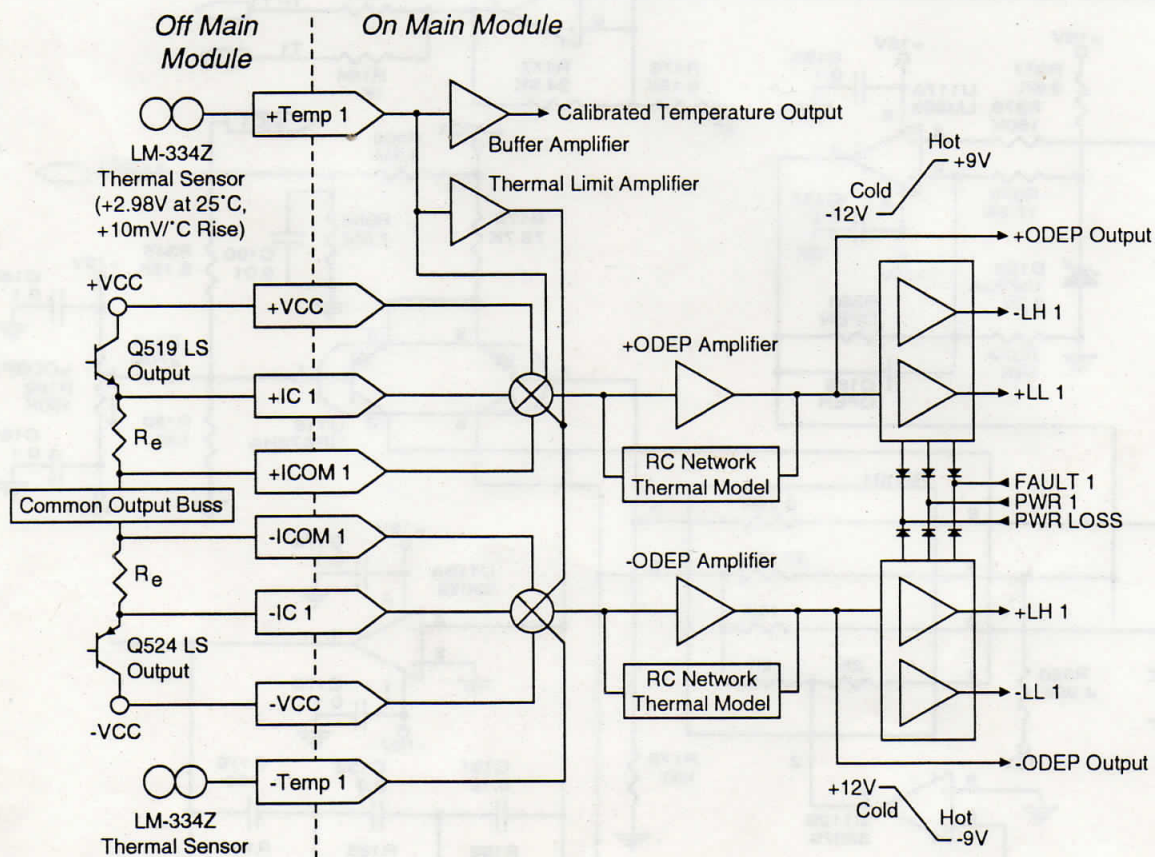 Off Main
Module
On Main Module
+Temp 1
Calibrated Temperature Output
Buffer Amplifier
LM-334Z
Thermal Sensor
(+2.98V at 25°C,
+10mV/°C Rise)
Thermal Limit Amplifier
Hot
+9V
Cold
-12V
+ODEP Output
+VCC
+VCC
-LH 1
Q519 LS
Output
+ODEP Amplifier
+IC 1
+LL 1
Re
RC Network
Thermal Model
+ICOM 1
FAULT 1
PWR 1
PWR LOSS
Common Output Buss
-ICOM 1
-ODEP Amplifier
Re
-IC 1
+LH 1
Q524 LS
Output
RC Network
Thermal Model
-LL 1
-VCC
-VCC
-Temp 1
-ODEP Output
LM-334Z
Thermal Sensor
+12V
Cold
Hot
-9V